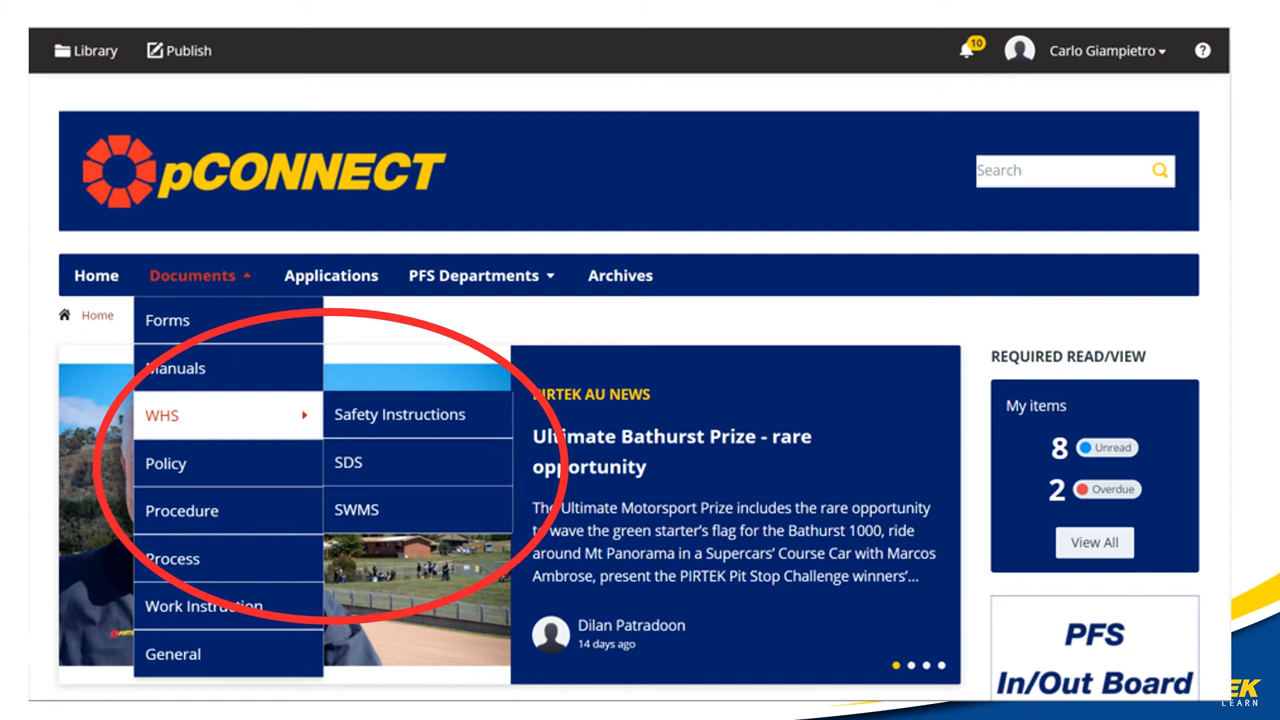 Library
Publish
10
Carlo Giampietro
?
pCONNECT
Search
Home
Documents
Applications
PFS Departments
Archives
Home
Forms
Manuals
WHS
Safety Instructions
SDS
SWMS
Policy
Procedure
Process
Work Instruction
General
PIRTEK AU NEWS
Ultimate Bathurst Prize - rare
opportunity
The Ultimate Motorsport Prize includes the rare opportunity
to wave the green starter's flag for the Bathurst 1000, ride
around Mt Panorama in a Supercars' Course Car with Marcos
Ambrose, present the PIRTEK Pit Stop Challenge winners'...
Dilan Patradoon
14 days ago
REQUIRED READ/VIEW
My items
8 Unread
2 Overdue
View All
PFS
In/Out Board
LEARN